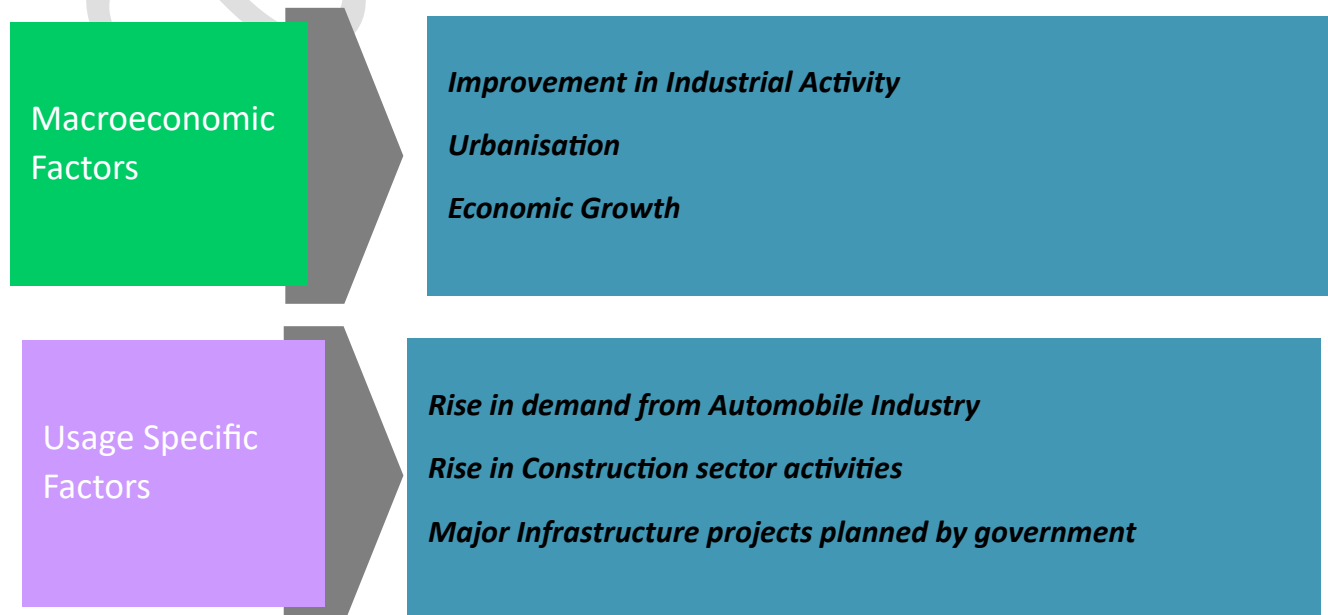 Macroeconomic
Factors
Improvement in Industrial Activity
Urbanisation
Economic Growth
Usage Specific
Factors
Rise in demand from Automobile Industry
Rise in Construction sector activities
Major Infrastructure projects planned by government